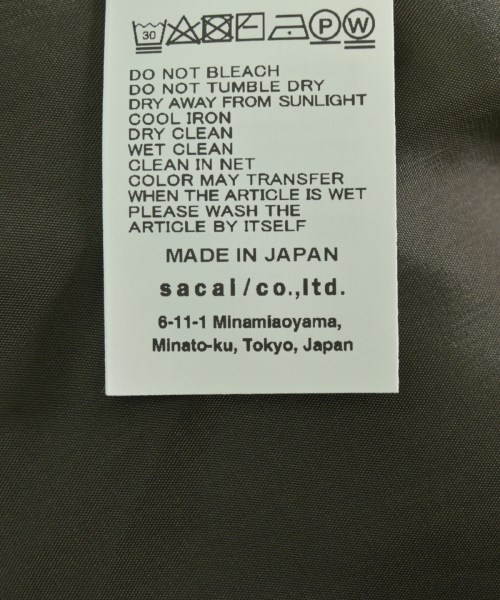 30 P W
DO NOT BLEACH
DO NOT TUMBLE DRY
DRY AWAY FROM SUNLIGHT
COOL IRON
DRY CLEAN
WET CLEAN
CLEAN IN NET
COLOR MAY TRANSFER
WHEN THE ARTICLE IS WET
PLEASE WASH THE
ARTICLE BY ITSELF
MADE IN JAPAN
sacai/co.,ltd.
6-11-1 Minamiaoyama,
Minato-ku, Tokyo, Japan